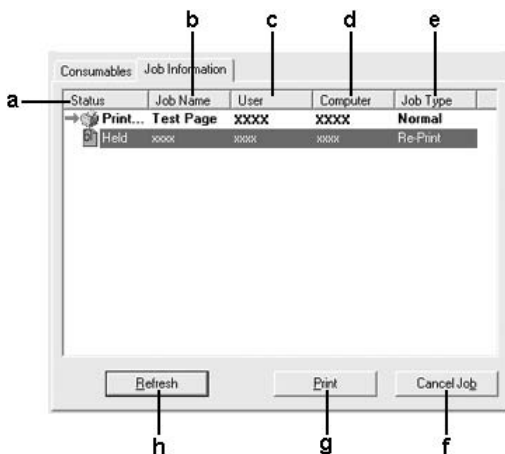 b c d e
Consumables Job Information
a Status Job Name User Computer Job Type
Print... Test Page xxxx xxxx Normal
Held xxxx xxxx xxxx Re-Print
Refresh Print Cancel Job
h g f